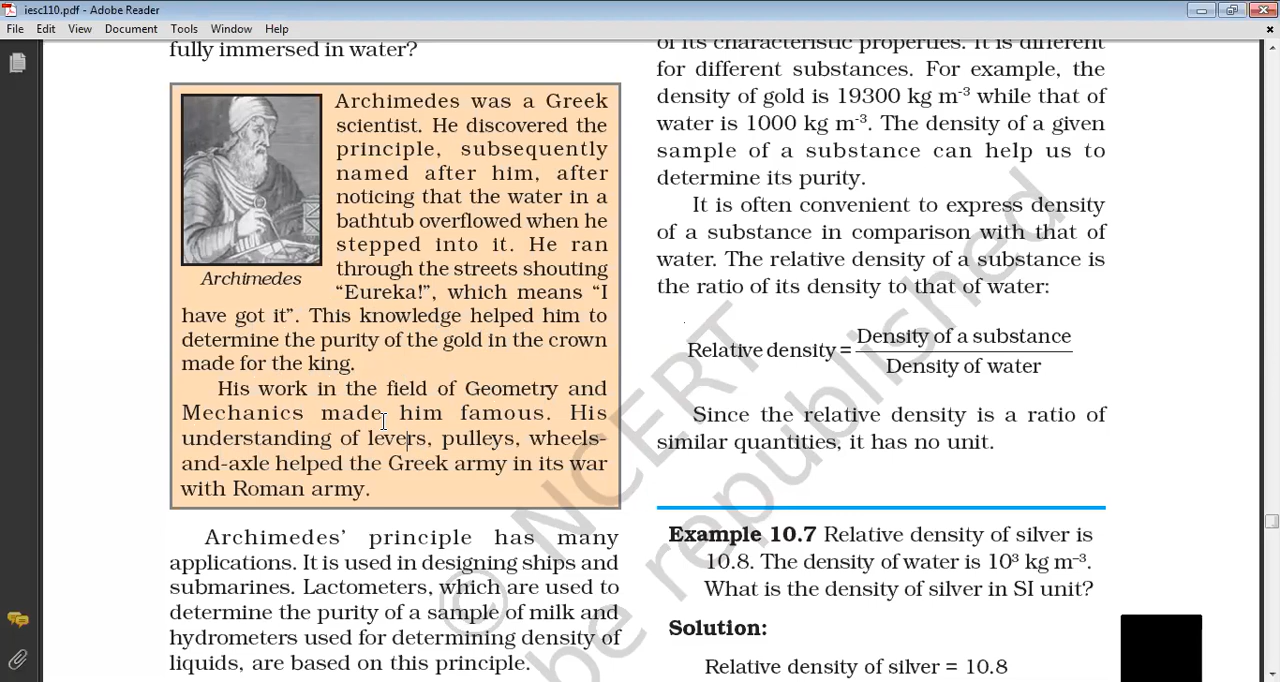 iesc110.pdf - Adobe Reader
File Edit View Document Tools Window Help
fully immersed in water?
Archimedes was a Greek
scientist. He discovered the
principle, subsequently
named after him, after
noticing that the water in a
bathtub overflowed when he
stepped into it. He ran
through the streets shouting
“Eureka!”, which means “I
have got it”. This knowledge helped him to
determine the purity of the gold in the crown
made for the king.
Archimedes
His work in the field of Geometry and
Mechanics made him famous. His
understanding of levers, pulleys, wheels-
and-axle helped the Greek army in its war
with Roman army.
Archimedes’ principle has many
applications. It is used in designing ships and
submarines. Lactometers, which are used to
determine the purity of a sample of milk and
hydrometers used for determining density of
liquids, are based on this principle.
of its characteristic properties. It is different
for different substances. For example, the
density of gold is 19300 kg m⁻³ while that of
water is 1000 kg m⁻³. The density of a given
sample of a substance can help us to
determine its purity.
It is often convenient to express density
of a substance in comparison with that of
water. The relative density of a substance is
the ratio of its density to that of water:
Relative density = Density of a substance
Density of water
Since the relative density is a ratio of
similar quantities, it has no unit.
Example 10.7 Relative density of silver is
10.8. The density of water is 10³ kg m⁻³.
What is the density of silver in SI unit?
Solution:
Relative density of silver = 10.8
© NCERT
be republished